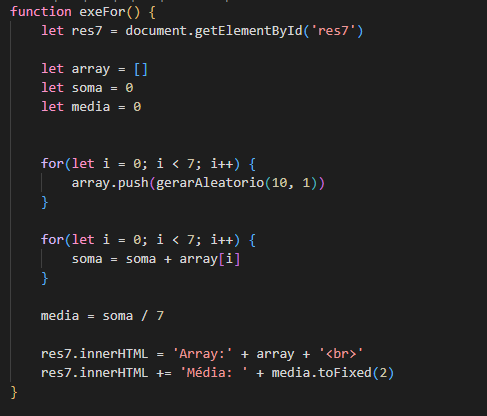 function exeFor() {
let res7 = document.getElementById('res7')
let array = []
let soma = 0
let media = 0
for(let i = 0; i < 7; i++) {
array.push(gerarAleatorio(10, 1))
}
for(let i = 0; i < 7; i++) {
soma = soma + array[i]
}
media = soma / 7
res7.innerHTML = 'Array:' + array + '<br>'
res7.innerHTML += 'Média: ' + media.toFixed(2)
}